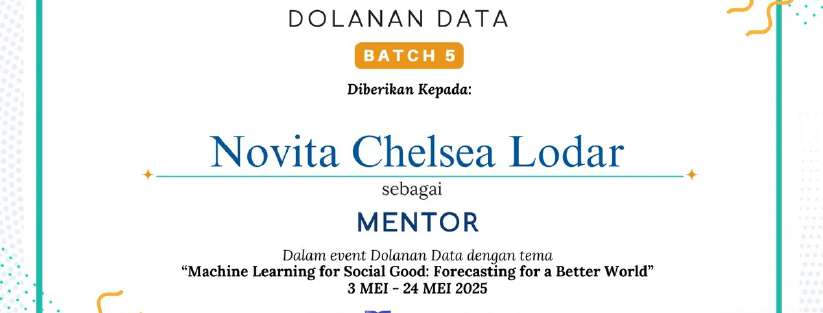 DOLANAN DATA
BATCH 5
Diberikan Kepada:
Novita Chelsea Lodar
sebagai
MENTOR
Dalam event Dolanan Data dengan tema
“Machine Learning for Social Good: Forecasting for a Better World”
3 MEI - 24 MEI 2025